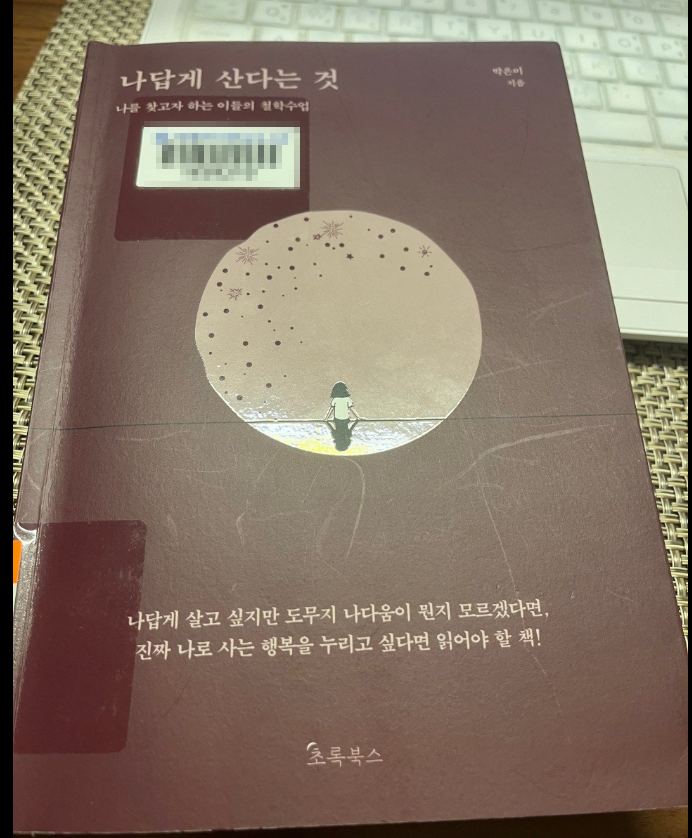 나답게 산다는 것
박은미
지음
나를 찾고자 하는 이들의 철학수업
나답게 살고 싶지만 도무지 나다움이 뭔지 모르겠다면,
진짜 나로 사는 행복을 누리고 싶다면 읽어야 할 책!
초록북스